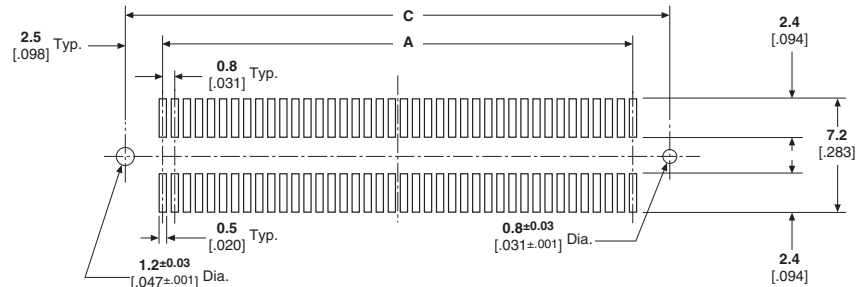 C
2.5 Typ.
[.098]
A
2.4
[.094]
0.8 Typ.
[.031]
7.2
[.283]
0.5 Typ.
[.020]
0.8±0.03 Dia.
[.031±.001]
1.2±0.03 Dia.
[.047±.001]
2.4
[.094]